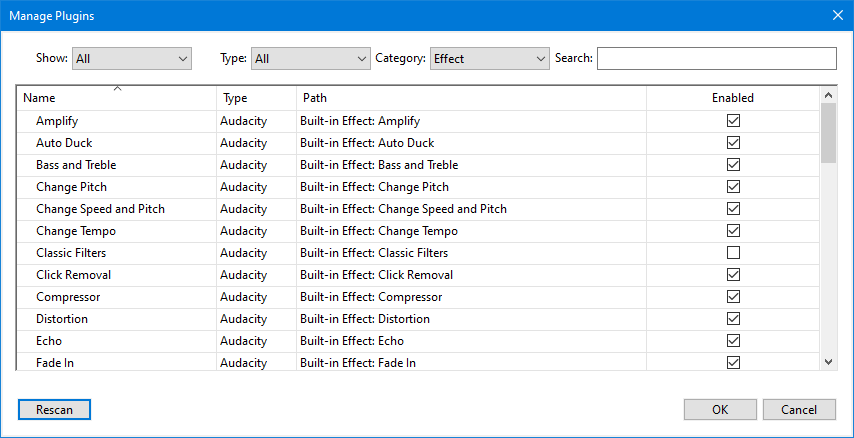 Manage Plugins
Show: All Type: All Category: Effect Search:
Name Type Path Enabled
Amplify Audacity Built-in Effect: Amplify
Auto Duck Audacity Built-in Effect: Auto Duck
Bass and Treble Audacity Built-in Effect: Bass and Treble
Change Pitch Audacity Built-in Effect: Change Pitch
Change Speed and Pitch Audacity Built-in Effect: Change Speed and Pitch
Change Tempo Audacity Built-in Effect: Change Tempo
Classic Filters Audacity Built-in Effect: Classic Filters
Click Removal Audacity Built-in Effect: Click Removal
Compressor Audacity Built-in Effect: Compressor
Distortion Audacity Built-in Effect: Distortion
Echo Audacity Built-in Effect: Echo
Fade In Audacity Built-in Effect: Fade In
Rescan OK Cancel